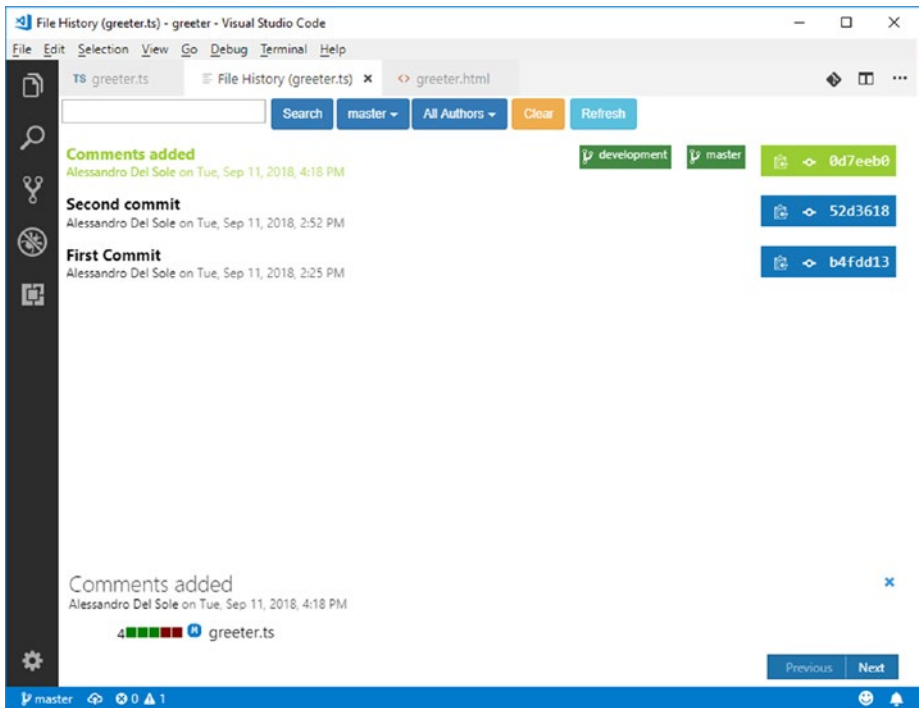 File History (greeter.ts) - greeter - Visual Studio Code
File Edit Selection View Go Debug Terminal Help
TS greeter.ts File History (greeter.ts) <> greeter.html
Search master All Authors Clear Refresh
Comments added development master 0d7eeb0
Alessandro Del Sole on Tue, Sep 11, 2018, 4:18 PM
Second commit 52d3618
Alessandro Del Sole on Tue, Sep 11, 2018, 2:52 PM
First Commit b4fdd13
Alessandro Del Sole on Tue, Sep 11, 2018, 2:25 PM
Comments added
Alessandro Del Sole on Tue, Sep 11, 2018, 4:18 PM
4 M greeter.ts
Previous Next
master 0 1